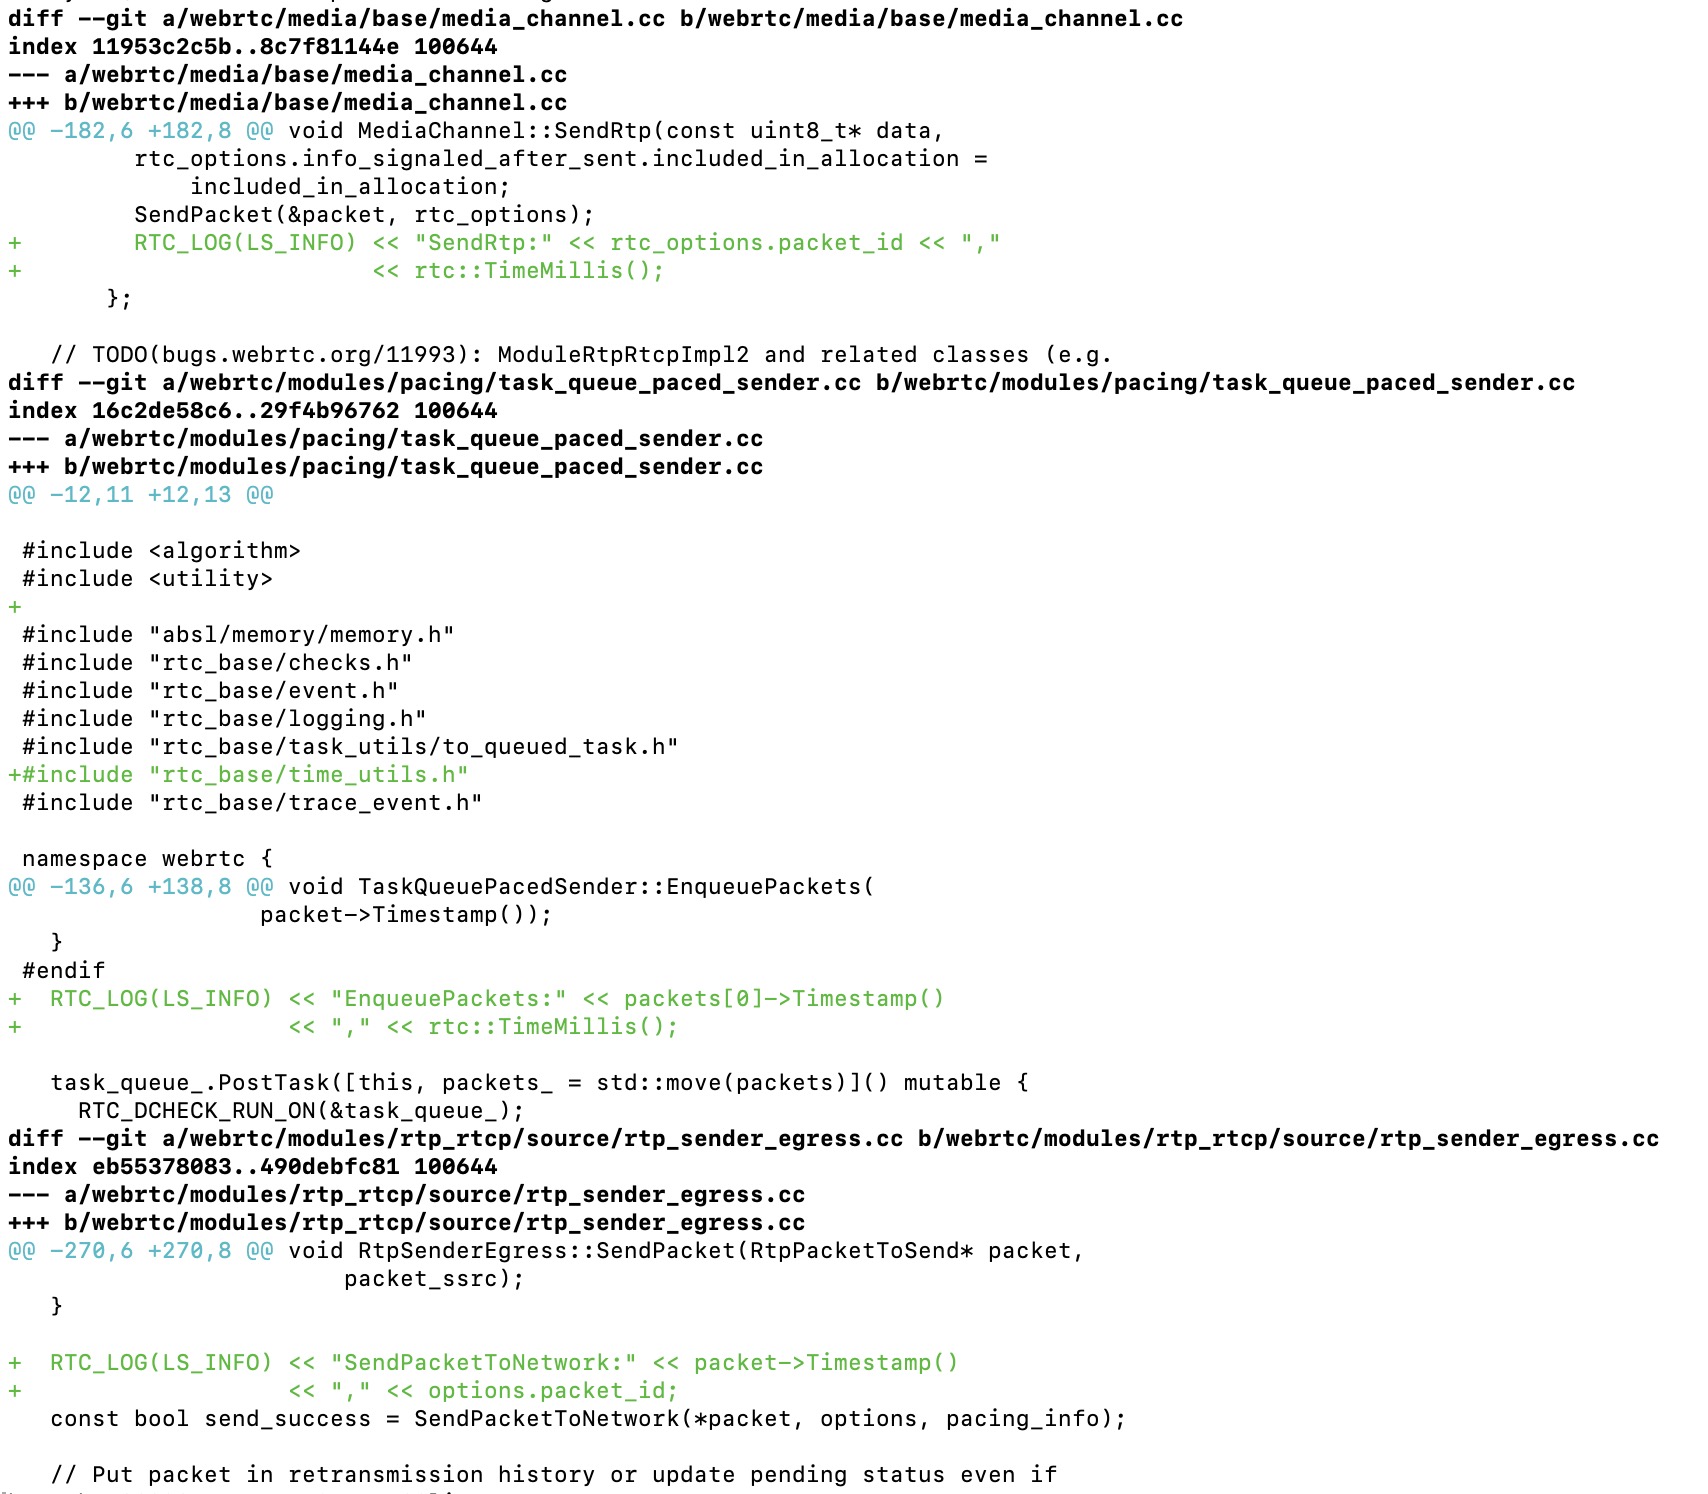 diff --git a/webrtc/media/base/media_channel.cc b/webrtc/media/base/media_channel.cc
index 11953c2c5b..8c7f81144e 100644
--- a/webrtc/media/base/media_channel.cc
+++ b/webrtc/media/base/media_channel.cc
@@ -182,6 +182,8 @@ void MediaChannel::SendRtp(const uint8_t* data,
         rtc_options.info_signaled_after_sent.included_in_allocation =
             included_in_allocation;
         SendPacket(&packet, rtc_options);
+        RTC_LOG(LS_INFO) << "SendRtp:" << rtc_options.packet_id << ","
+                         << rtc::TimeMillis();
       };
   // TODO(bugs.webrtc.org/11993): ModuleRtpRtcpImpl2 and related classes (e.g.
diff --git a/webrtc/modules/pacing/task_queue_paced_sender.cc b/webrtc/modules/pacing/task_queue_paced_sender.cc
index 16c2de58c6..29f4b96762 100644
--- a/webrtc/modules/pacing/task_queue_paced_sender.cc
+++ b/webrtc/modules/pacing/task_queue_paced_sender.cc
@@ -12,11 +12,13 @@
 #include <algorithm>
 #include <utility>
+
 #include "absl/memory/memory.h"
 #include "rtc_base/checks.h"
 #include "rtc_base/event.h"
 #include "rtc_base/logging.h"
 #include "rtc_base/task_utils/to_queued_task.h"
+#include "rtc_base/time_utils.h"
 #include "rtc_base/trace_event.h"
 namespace webrtc {
@@ -136,6 +138,8 @@ void TaskQueuePacedSender::EnqueuePackets(
                  packet->Timestamp());
   }
 #endif
+  RTC_LOG(LS_INFO) << "EnqueuePackets:" << packets[0]->Timestamp()
+                   << "," << rtc::TimeMillis();
   task_queue_.PostTask([this, packets_ = std::move(packets)]() mutable {
     RTC_DCHECK_RUN_ON(&task_queue_);
diff --git a/webrtc/modules/rtp_rtcp/source/rtp_sender_egress.cc b/webrtc/modules/rtp_rtcp/source/rtp_sender_egress.cc
index eb55378083..490debfc81 100644
--- a/webrtc/modules/rtp_rtcp/source/rtp_sender_egress.cc
+++ b/webrtc/modules/rtp_rtcp/source/rtp_sender_egress.cc
@@ -270,6 +270,8 @@ void RtpSenderEgress::SendPacket(RtpPacketToSend* packet,
                        packet_ssrc);
   }
+  RTC_LOG(LS_INFO) << "SendPacketToNetwork:" << packet->Timestamp()
+                   << "," << options.packet_id;
   const bool send_success = SendPacketToNetwork(*packet, options, pacing_info);
   // Put packet in retransmission history or update pending status even if